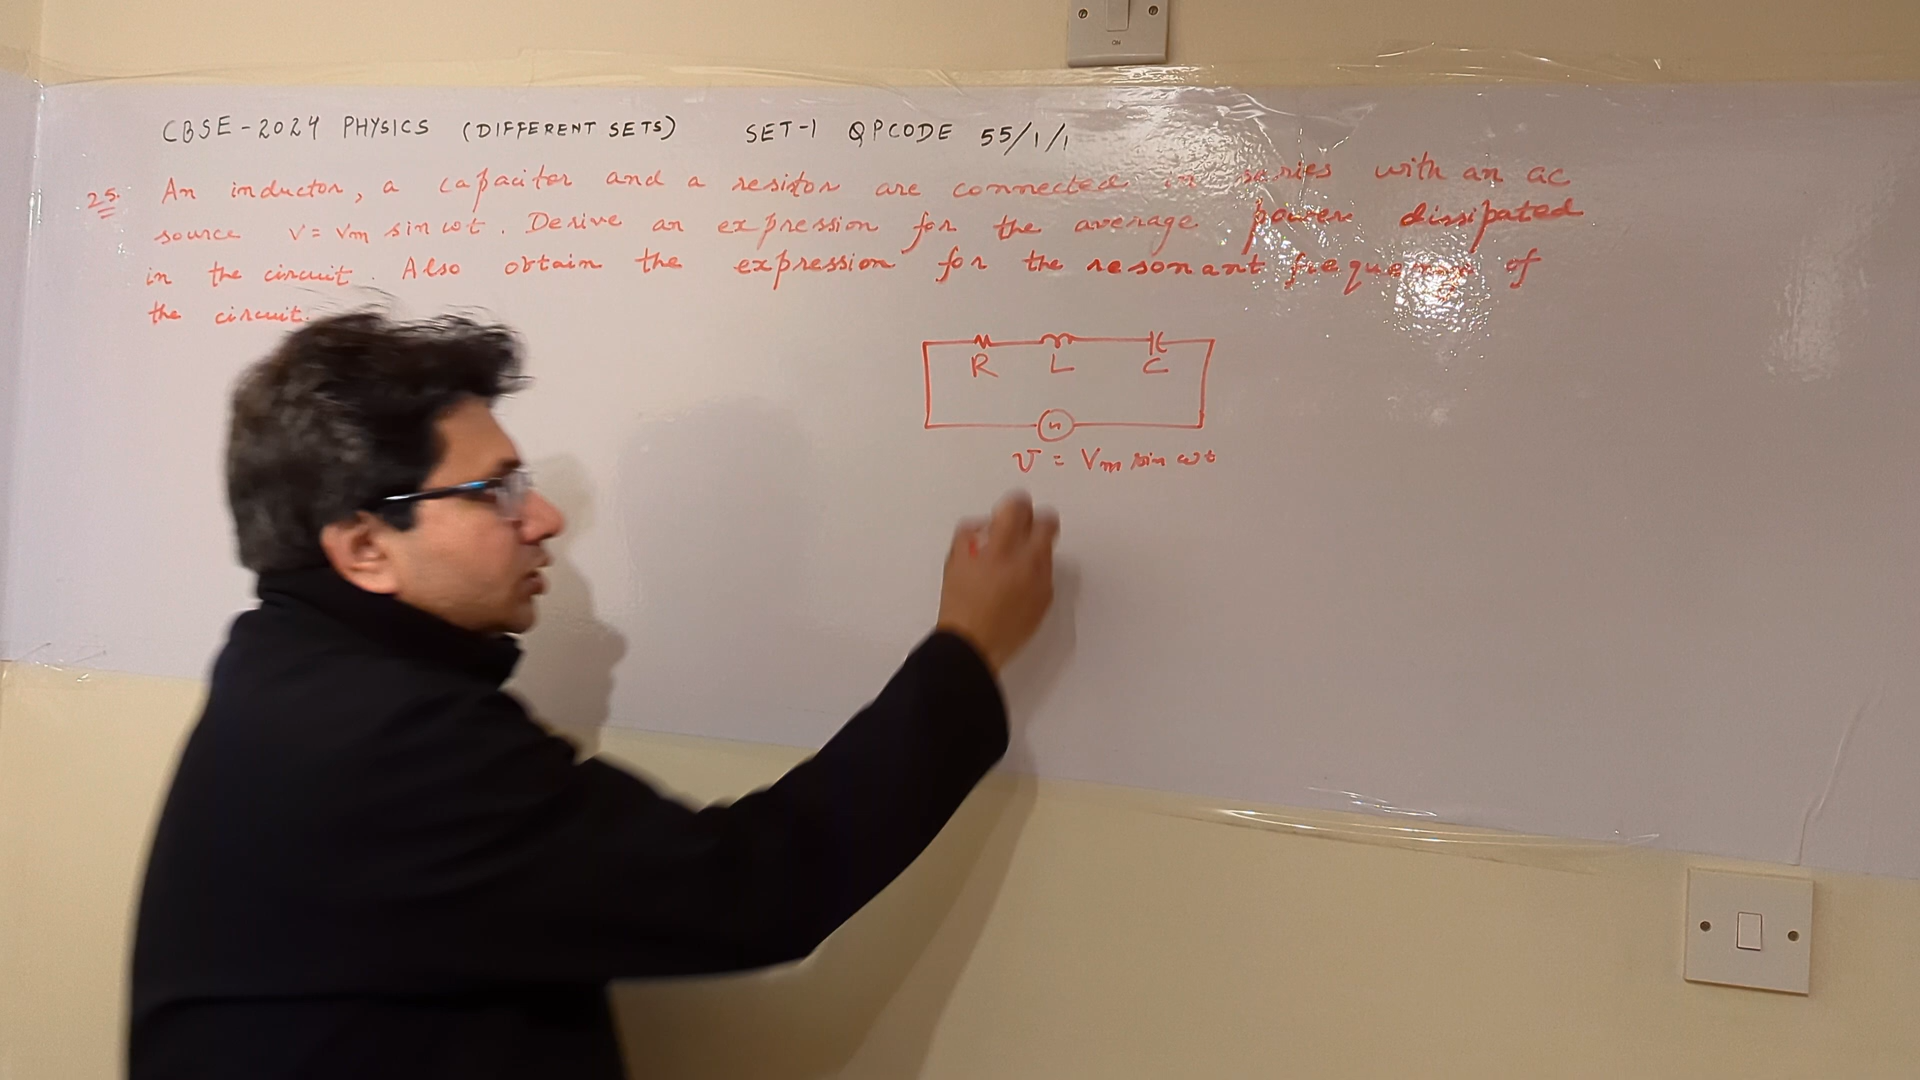 ON
CBSE-2024 PHYSICS (DIFFERENT SETS) SET-1 QPCODE 55/1/1
25. An inductor, a capacitor and a resistor are connected in series with an ac
source v = vm sin ωt. Derive an expression for the average power dissipated
in the circuit. Also obtain the expression for the resonant frequency of
the circuit.
R L C
v = Vm sin ωt